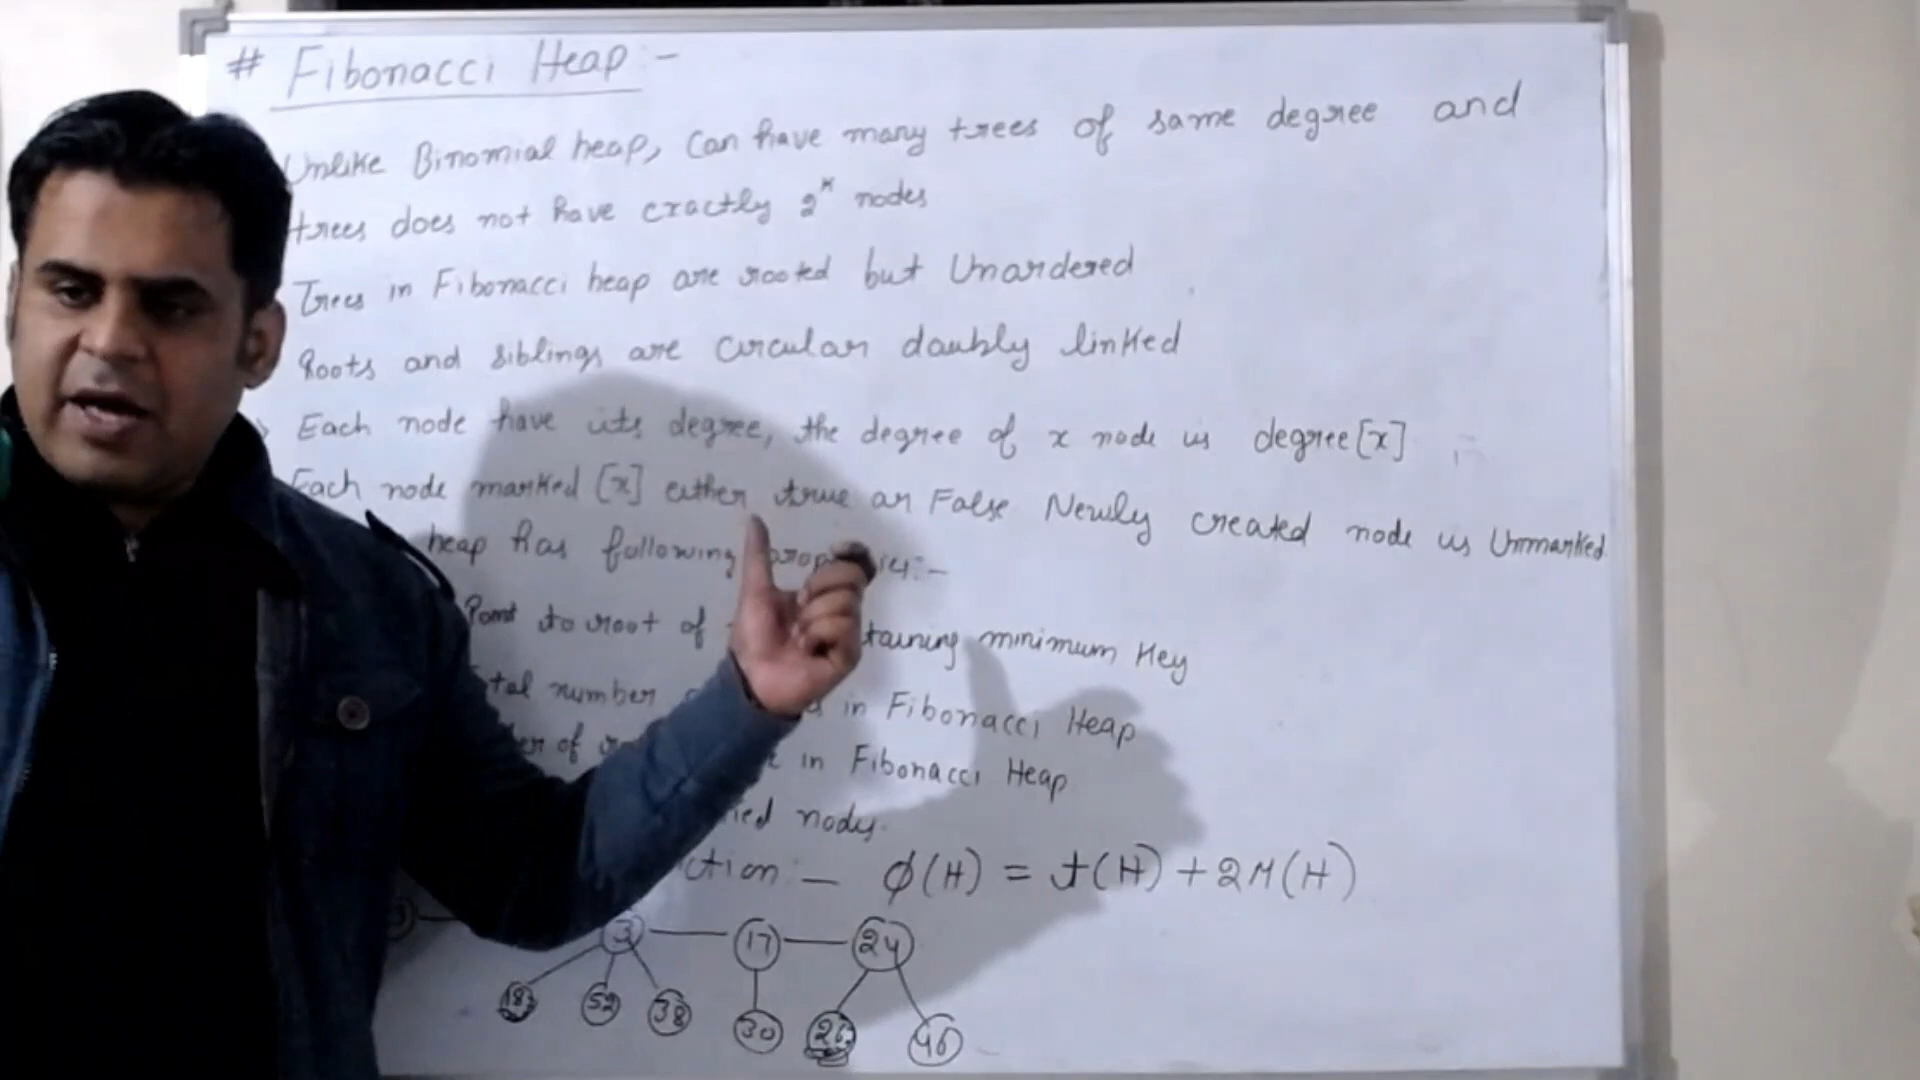 # Fibonacci Heap :-
Unlike Binomial heap, Can have many trees of same degree and
trees does not have exactly 2^k nodes
Trees in Fibonacci heap are rooted but Unordered
Roots and siblings are circular doubly linked
Each node have its degree, the degree of x node is degree[x]
Each node marked [x] either true or False Newly created node is Unmarked
heap has following
Point to root of minimum Key
number in Fibonacci Heap
of in Fibonacci Heap
nody.
— ϕ(H) = t(H) + 2M(H)
3 17 24
18 52 38 30 26 46